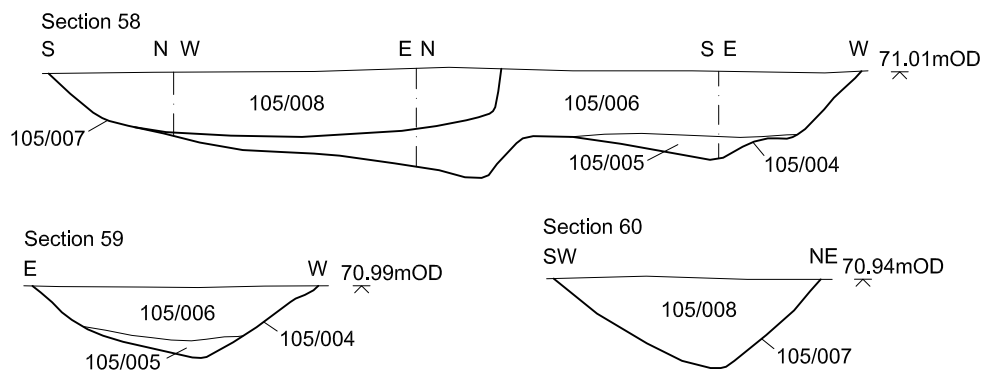 Section 58
S N W E N S E W 71.01mOD
105/008 105/006
105/007
105/005 105/004
Section 59
E W 70.99mOD
105/006
105/004
105/005
Section 60
SW NE 70.94mOD
105/008
105/007